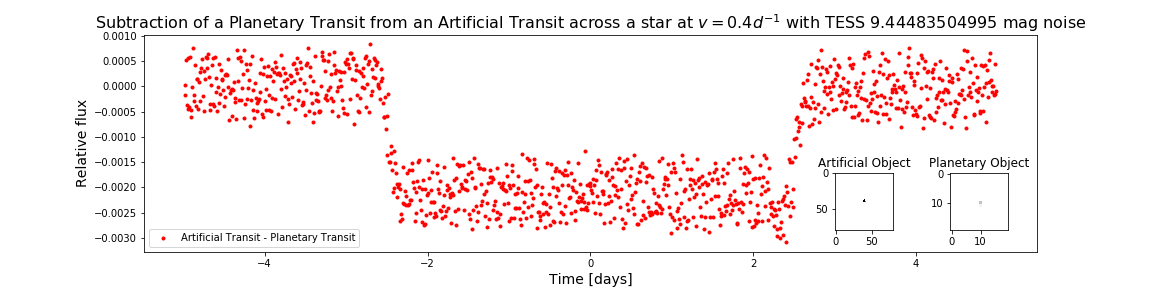 Subtraction of a Planetary Transit from an Artificial Transit across a star at v = 0.4d⁻¹ with TESS 9.44483504995 mag noise
0.0010
0.0005
0.0000
−0.0005
−0.0010
−0.0015
−0.0020
−0.0025
−0.0030
Relative flux
Artificial Transit - Planetary Transit
Artificial Object
0
50
0 50
Planetary Object
0
10
0 10
−4 −2 0 2 4
Time [days]